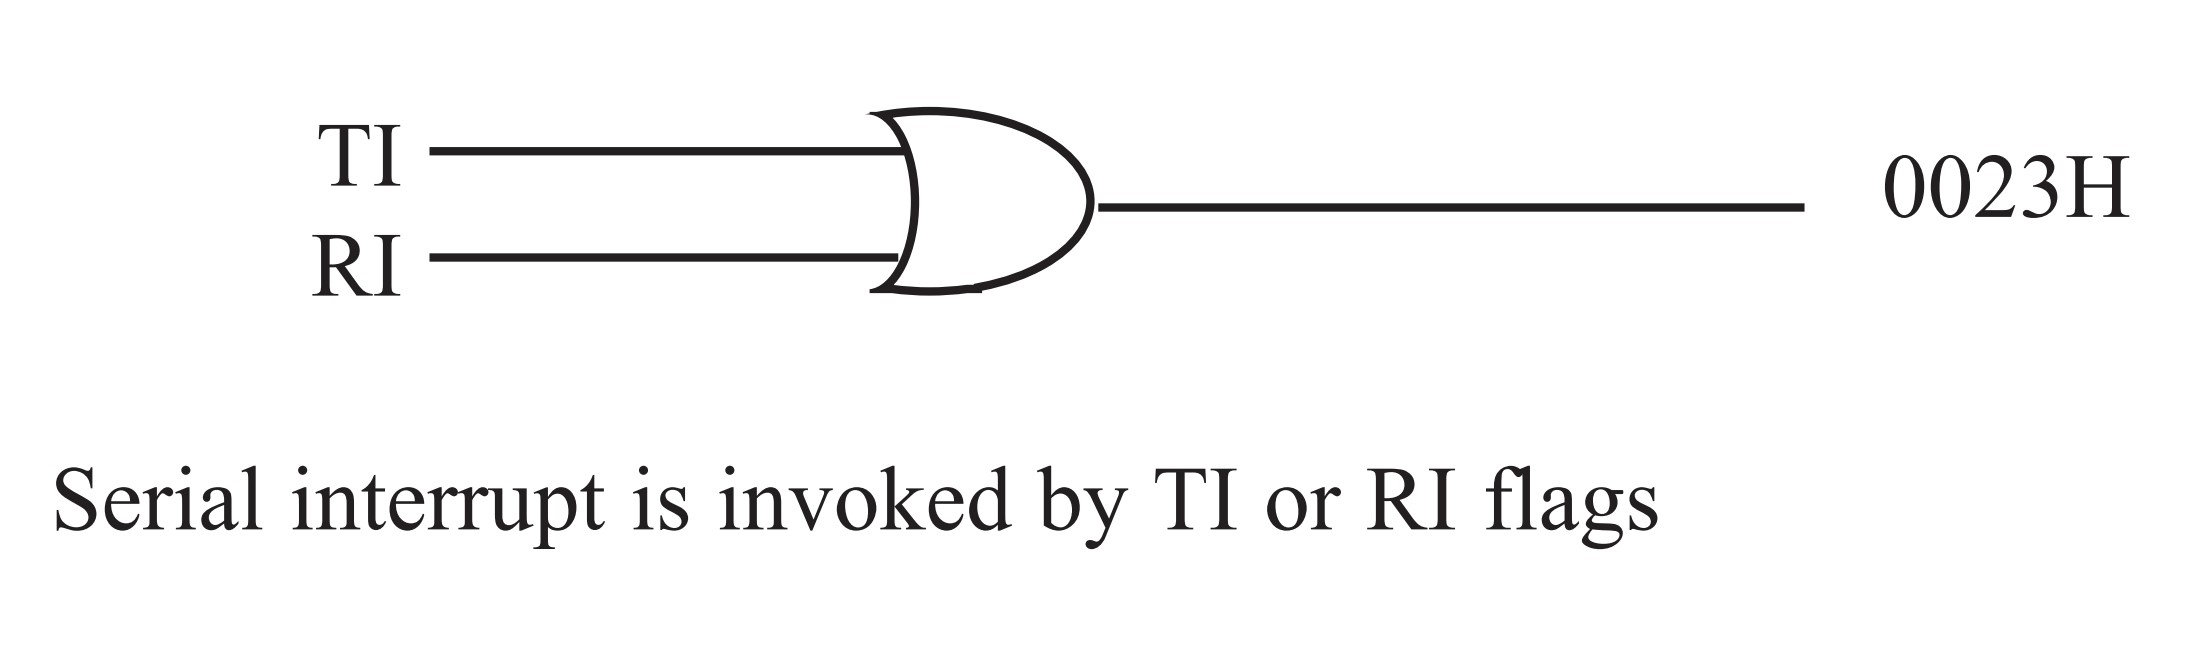 TI
RI
0023H
Serial interrupt is invoked by TI or RI flags